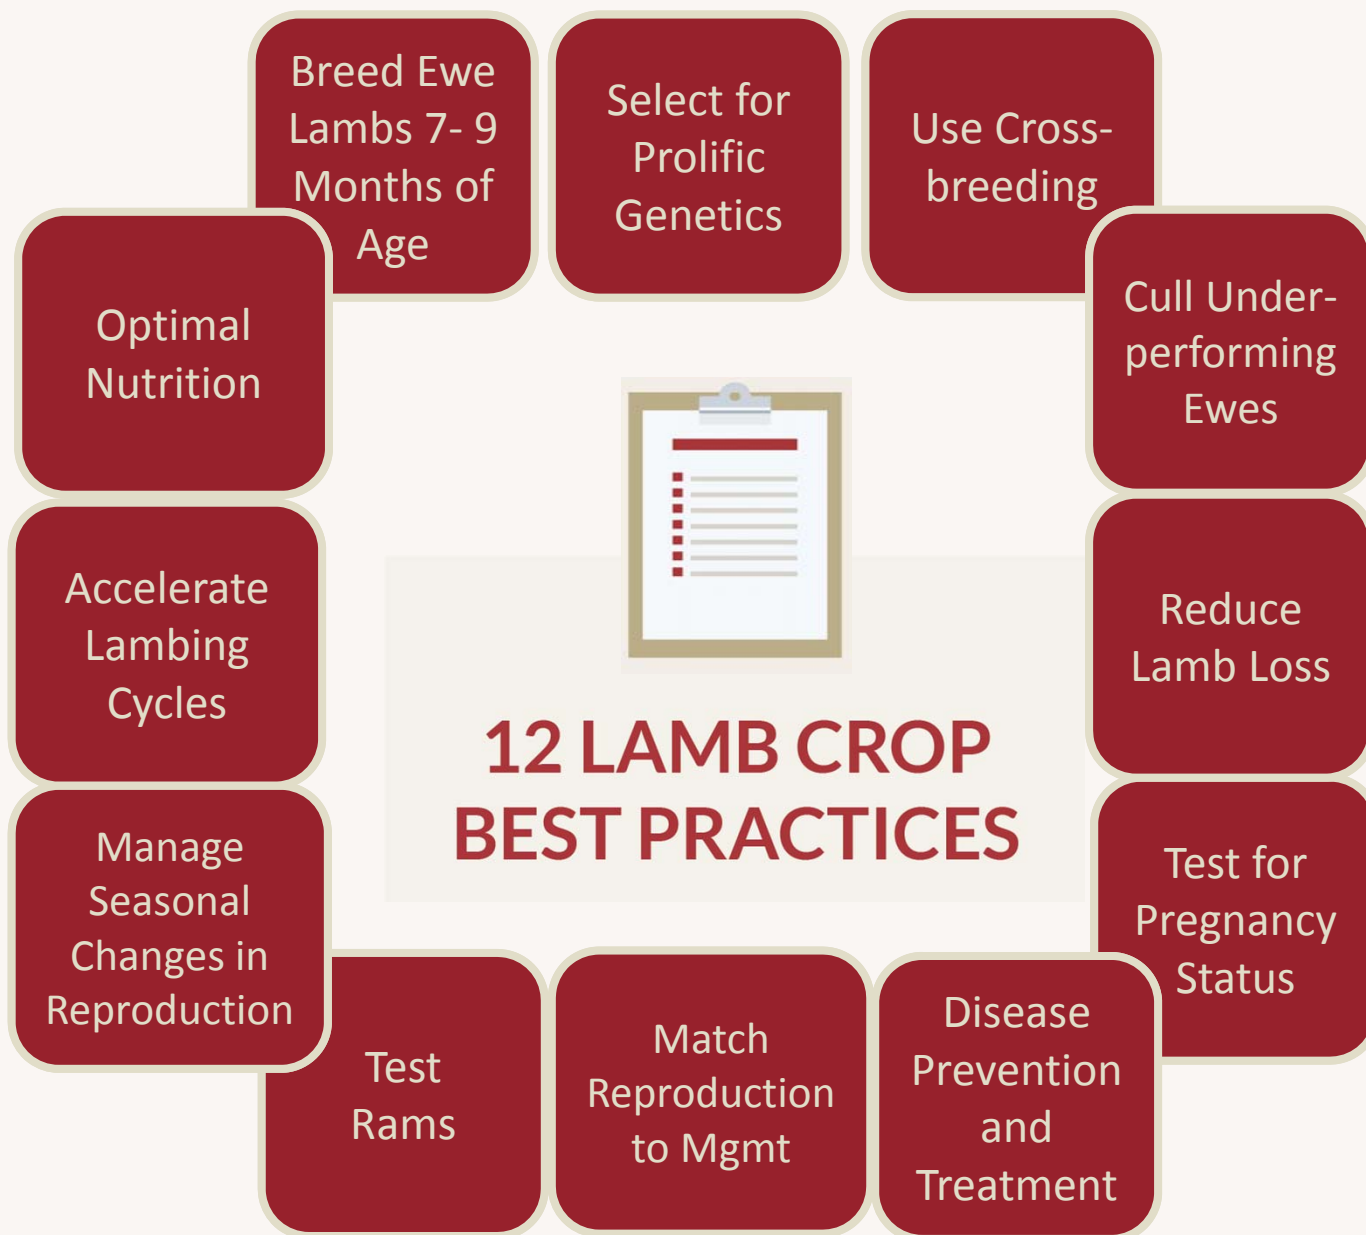 Breed Ewe
Lambs 7- 9
Months of
Age
Select for
Prolific
Genetics
Use Cross-
breeding
Cull Under-
performing
Ewes
Reduce
Lamb Loss
Test for
Pregnancy
Status
Disease
Prevention
and
Treatment
Match
Reproduction
to Mgmt
Test
Rams
Manage
Seasonal
Changes in
Reproduction
Accelerate
Lambing
Cycles
Optimal
Nutrition
12 LAMB CROP
BEST PRACTICES